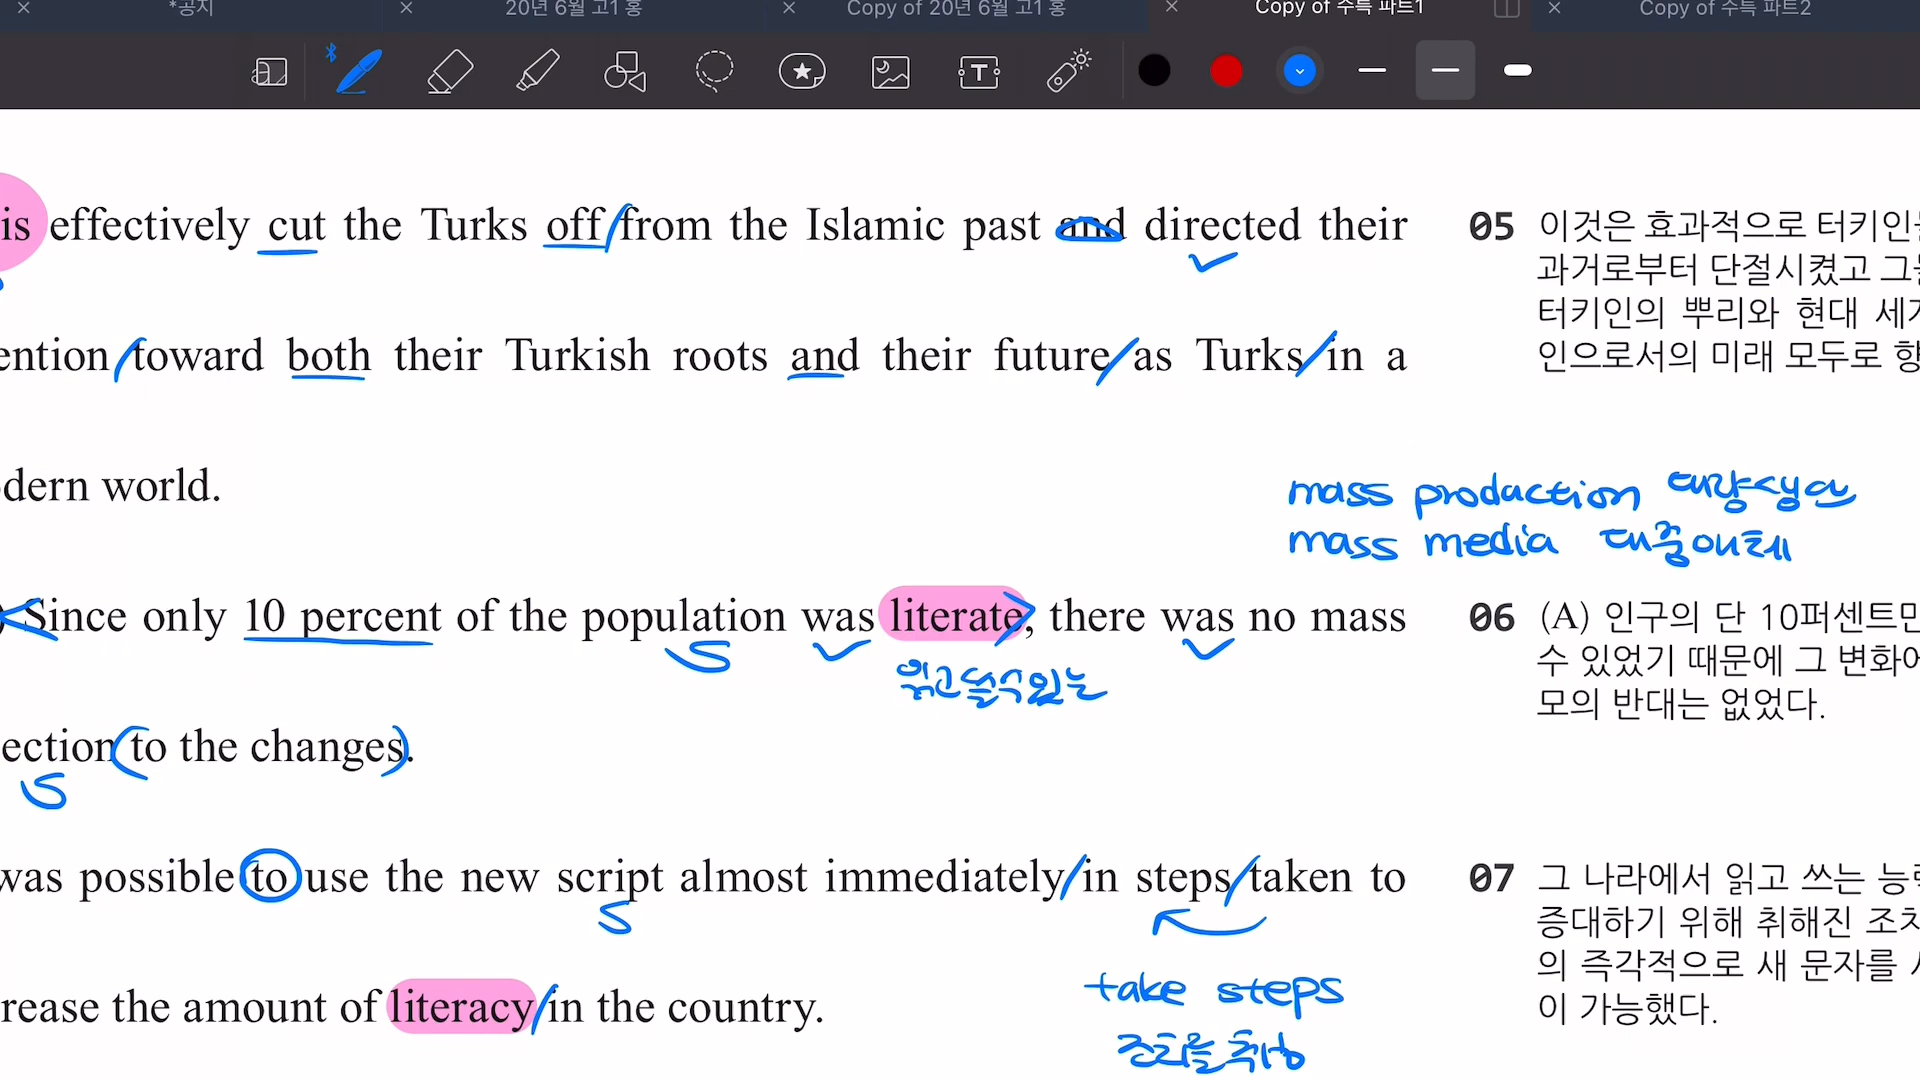 *공지
20년 6월 고1 홍
Copy of 20년 6월 고1 홍
Copy of 수특 파트1
Copy of 수특 파트2
is effectively cut the Turks off from the Islamic past and directed their
ention toward both their Turkish roots and their future as Turks in a
dern world.
mass production 대량생산
mass media 대중매체
) Since only 10 percent of the population was literate, there was no mass
읽고 쓸 수 있는
ection to the changes.
S
was possible to use the new script almost immediately in steps taken to
S
take steps
조치를 취하
rease the amount of literacy in the country.
05 이것은 효과적으로 터키인들
과거로부터 단절시켰고 그들
터키인의 뿌리와 현대 세계
인으로서의 미래 모두로 향
06 (A) 인구의 단 10퍼센트만
수 있었기 때문에 그 변화에
모의 반대는 없었다.
07 그 나라에서 읽고 쓰는 능력
증대하기 위해 취해진 조치
의 즉각적으로 새 문자를 사
이 가능했다.